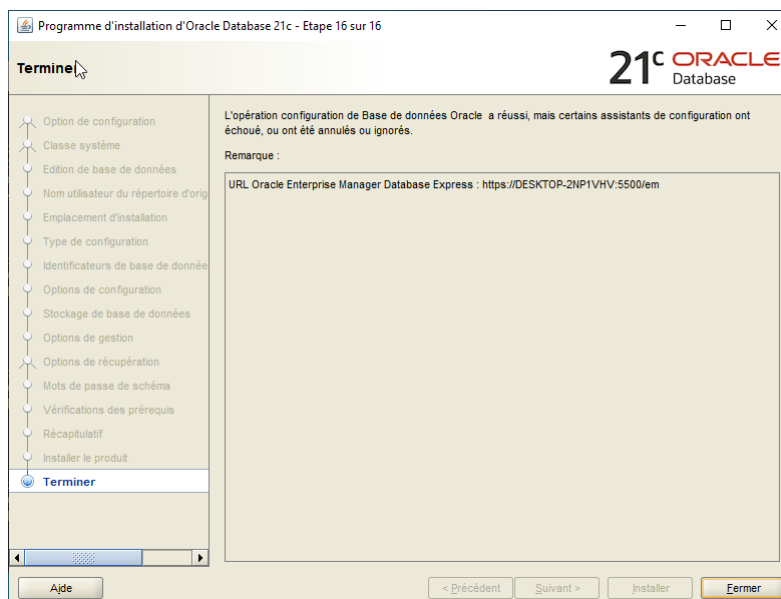 Programme d'installation d'Oracle Database 21c - Etape 16 sur 16
Terminer
21c ORACLE
Database
Option de configuration
Classe système
Edition de base de données
Nom utilisateur du répertoire d'orig
Emplacement d'installation
Type de configuration
Identificateurs de base de donnée
Options de configuration
Stockage de base de données
Options de gestion
Options de récupération
Mots de passe de schéma
Vérifications des prérequis
Récapitulatif
Installer le produit
Terminer
L'opération configuration de Base de données Oracle a réussi, mais certains assistants de configuration ont
échoué, ou ont été annulés ou ignorés.
Remarque :
URL Oracle Enterprise Manager Database Express : https://DESKTOP-2NP1VHV:5500/em
Aide
< Précédent
Suivant >
Installer
Fermer